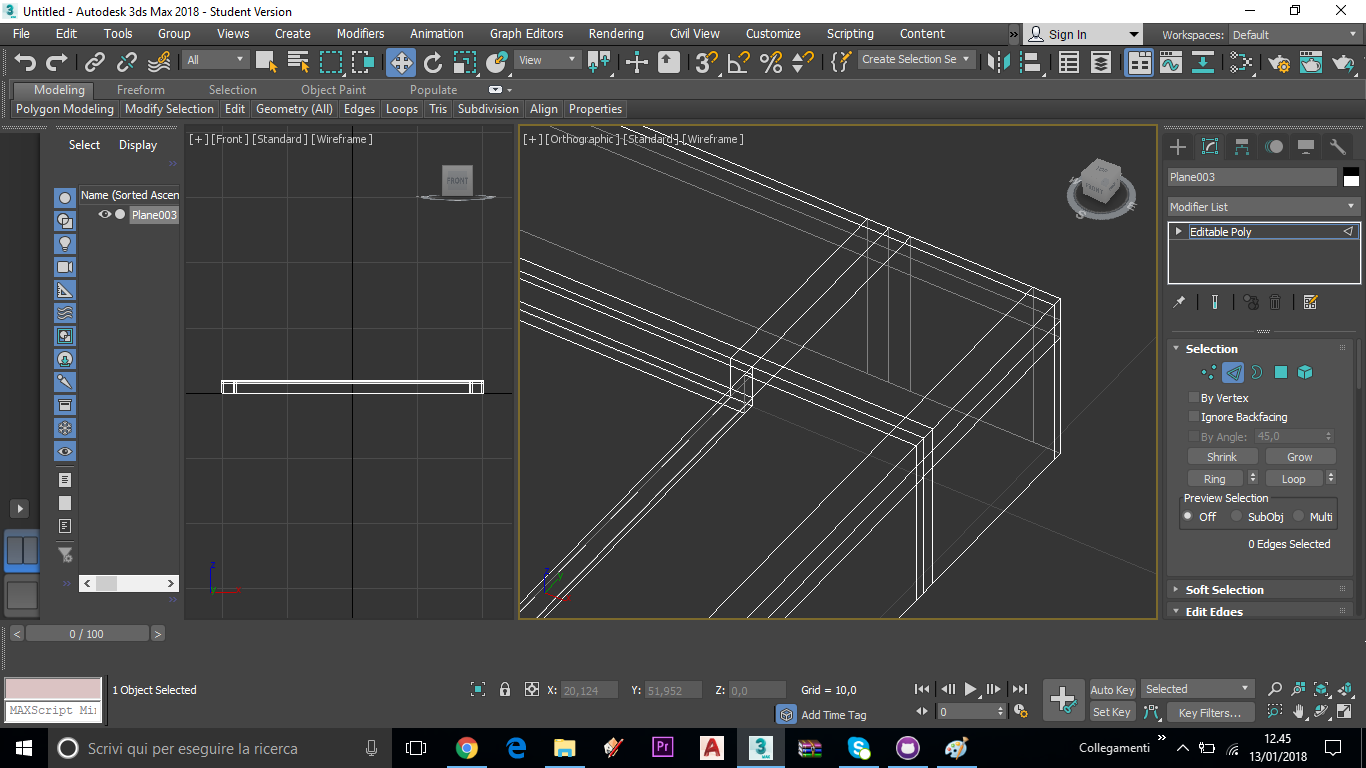 Untitled - Autodesk 3ds Max 2018 - Student Version
File Edit Tools Group Views Create Modifiers Animation Graph Editors Rendering Civil View Customize Scripting Content » Sign In Workspaces: Default
All View Create Selection Se
Modeling Freeform Selection Object Paint Populate
Polygon Modeling Modify Selection Edit Geometry (All) Edges Loops Tris Subdivision Align Properties
Select Display
Name (Sorted Ascen
Plane003
[+] [Front ] [Standard ] [Wireframe ]
FRONT
z
[+] [Orthographic ] [Standard ] [Wireframe ]
FRONT
S
E
Plane003
Modifier List
Editable Poly
Selection
By Vertex
Ignore Backfacing
By Angle: 45,0
Shrink Grow
Ring Loop
Preview Selection
Off SubObj Multi
0 Edges Selected
Soft Selection
Edit Edges
< 0 / 100 >
1 Object Selected X: 20,124 Y: 51,952 Z: 0,0 Grid = 10,0
Auto Key Selected
MAXScript Mi
Add Time Tag 0 Set Key Key Filters...
Scrivi qui per eseguire la ricerca
Pr
A
3
Collegamenti »
12.45
13/01/2018